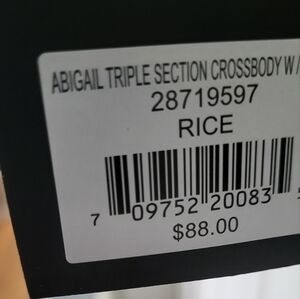 ABIGAIL TRIPLE SECTION CROSSBODY W/
28719597
RICE
7 09752 20083
$88.00